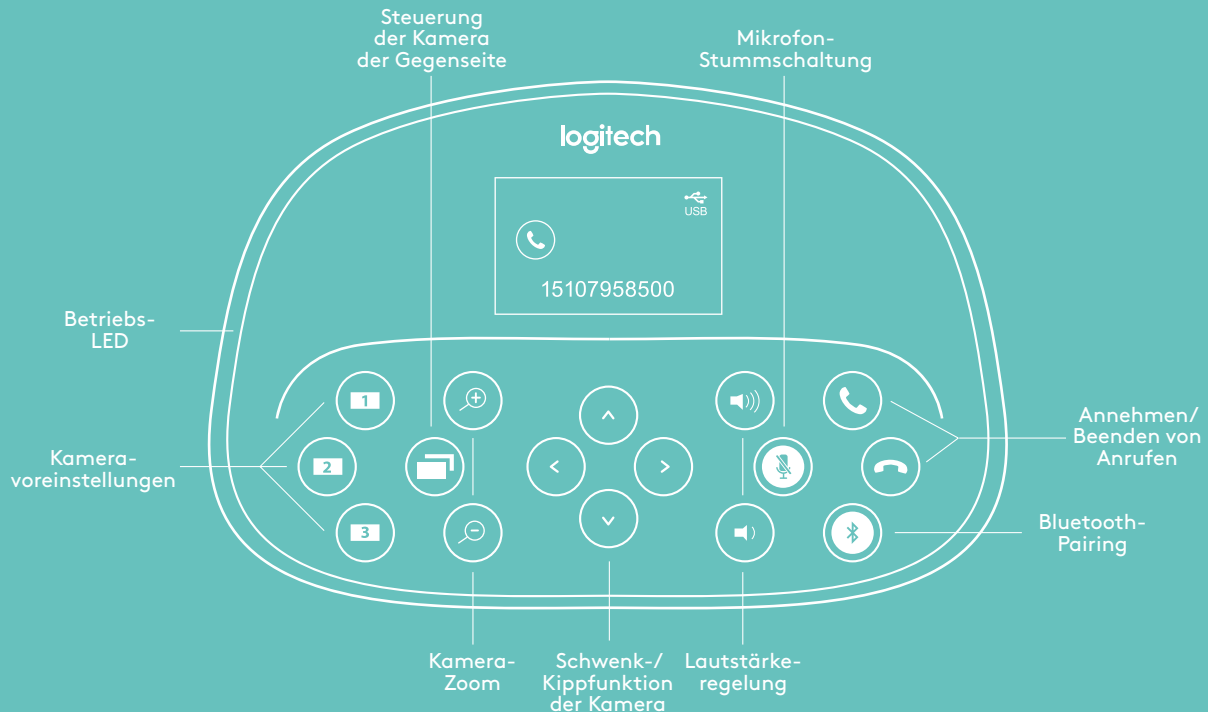 Steuerung
der Kamera
der Gegenseite
Mikrofon-
Stummschaltung
logitech
USB
15107958500
Betriebs-
LED
1
2
3
Kamera-
voreinstellungen
Annehmen/
Beenden von
Anrufen
Bluetooth-
Pairing
Kamera-
Zoom
Schwenk-/
Kippfunktion
der Kamera
Lautstärke-
regelung